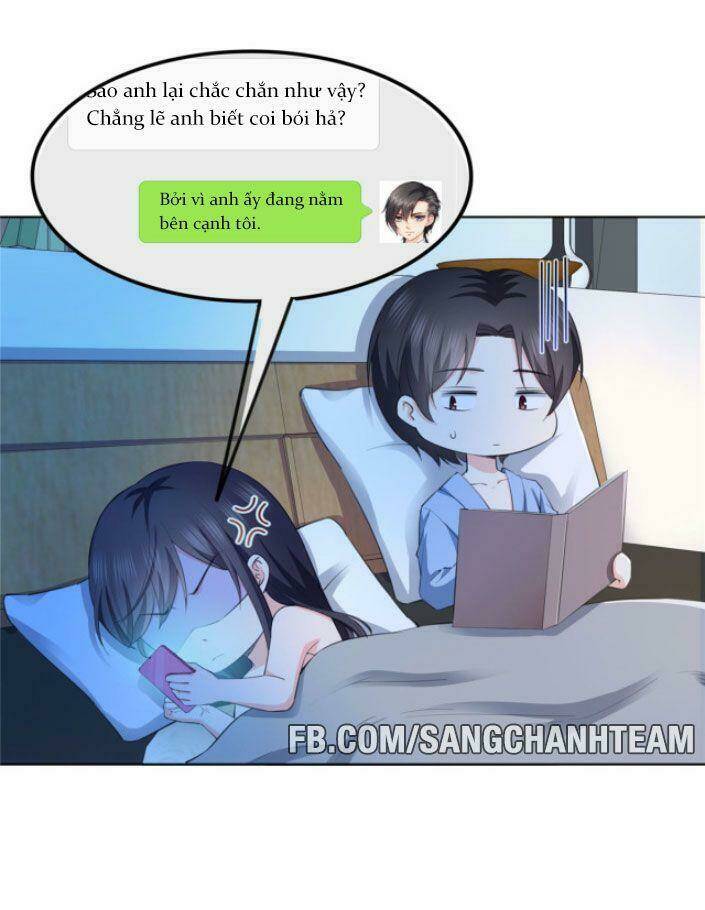 Sao anh lại chắc chắn như vậy?
Chẳng lẽ anh biết coi bói hả?
Bởi vì anh ấy đang nằm
bên cạnh tôi.
FB.COM/SANGCHANHTEAM